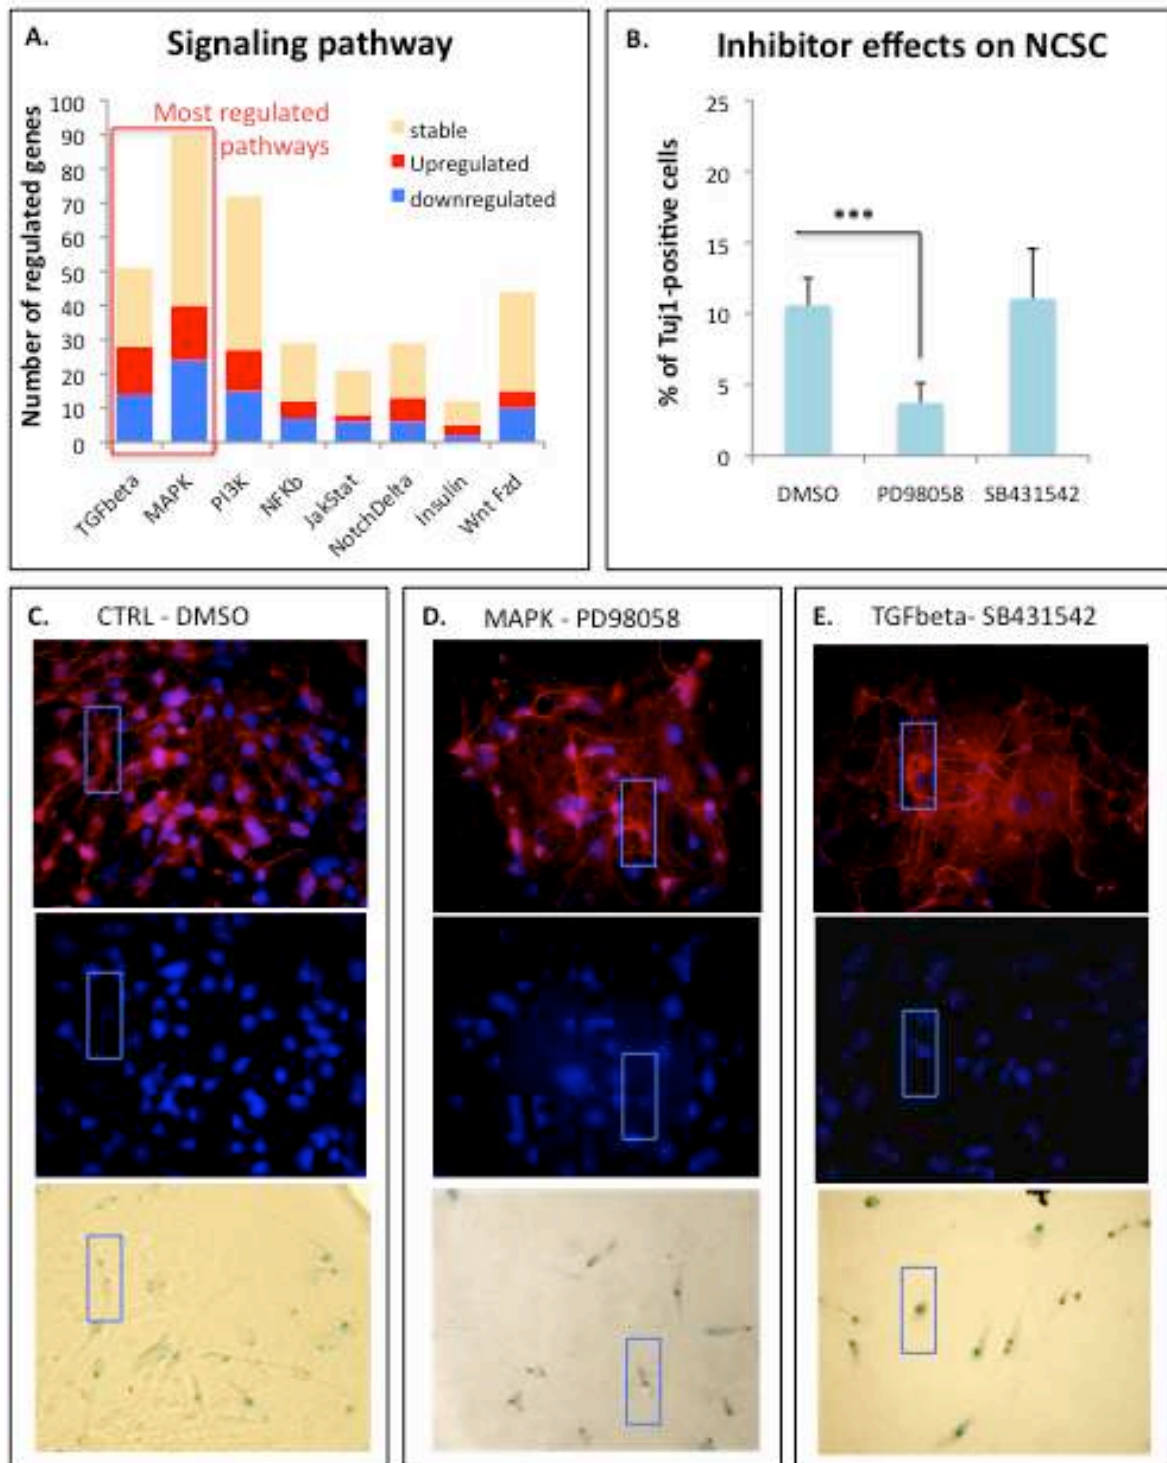 A.
Signaling pathway
Number of regulated genes
100
90
80
70
60
50
40
30
20
10
0
Most regulated
pathways
stable
Upregulated
downregulated
TGFbeta
MAPK
PI3K
NFKb
JakStat
NotchDelta
Insulin
Wnt Fzd
B.
Inhibitor effects on NCSC
% of Tuj1-positive cells
25
20
15
10
5
0
***
DMSO
PD98058
SB431542
C. CTRL - DMSO
D. MAPK - PD98058
E. TGFbeta- SB431542